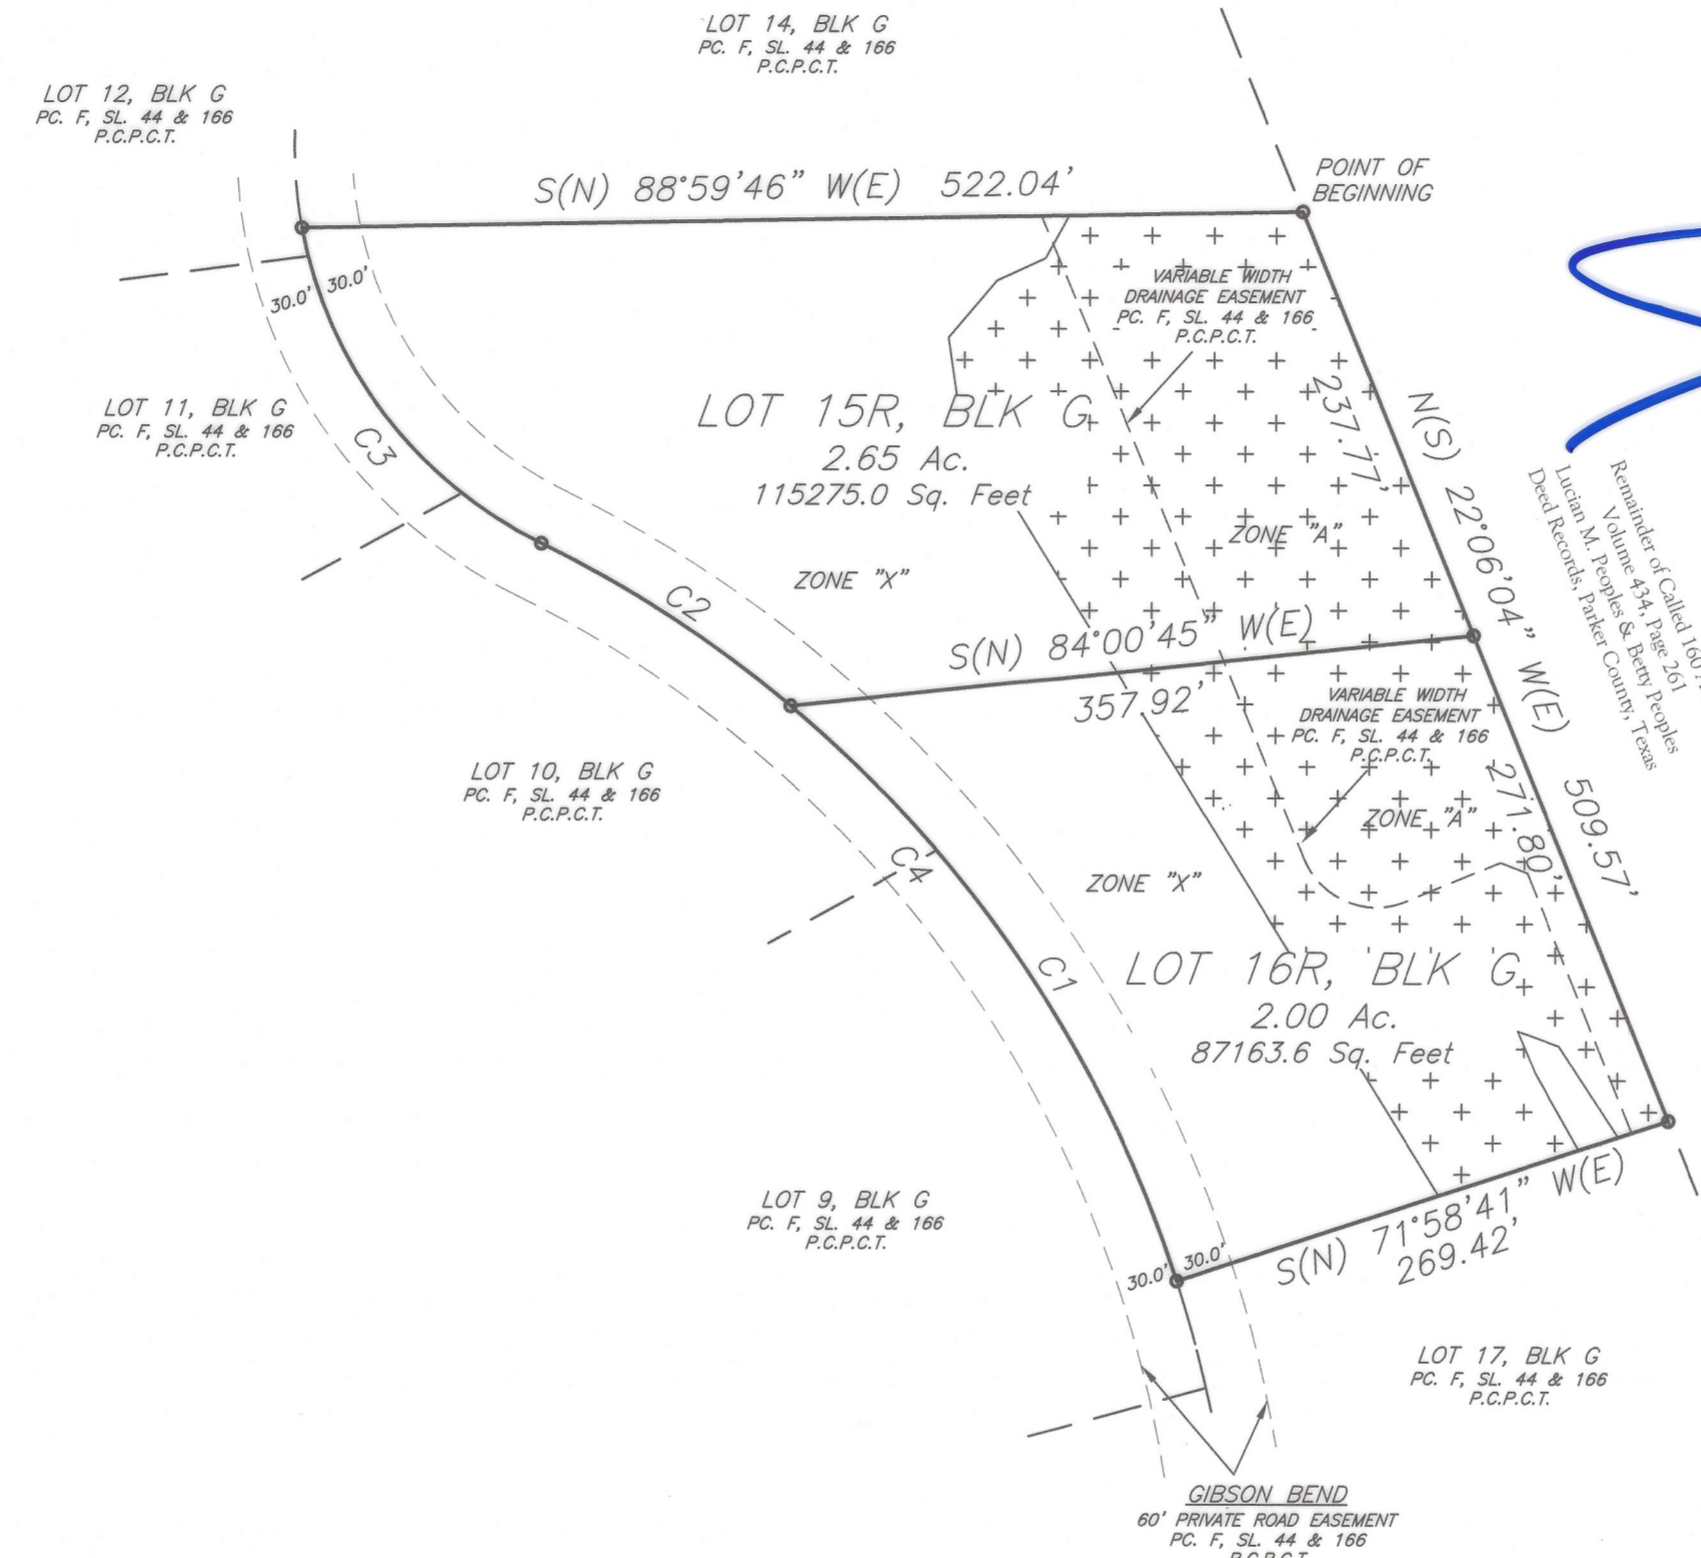 LOT 14, BLK G
PC. F, SL. 44 & 166
P.C.P.C.T.
LOT 12, BLK G
PC. F, SL. 44 & 166
P.C.P.C.T.
POINT OF
BEGINNING
S(N) 88°59'46" W(E) 522.04'
30.0'
30.0'
VARIABLE WIDTH
DRAINAGE EASEMENT
PC. F, SL. 44 & 166
P.C.P.C.T.
LOT 11, BLK G
PC. F, SL. 44 & 166
P.C.P.C.T.
C3
LOT 15R, BLK G
2.65 Ac.
115275.0 Sq. Feet
237.77'
N(S) 22°06'04" W(E) 509.57'
Remainder of Called
Volume 434, Page 261
Lucian M. Peoples & Betty Peoples
Deed Records, Parker County, Texas
ZONE "A"
ZONE "X"
C2
S(N) 84°00'45" W(E)
357.92'
VARIABLE WIDTH
DRAINAGE EASEMENT
PC. F, SL. 44 & 166
P.C.P.C.T.
LOT 10, BLK G
PC. F, SL. 44 & 166
P.C.P.C.T.
ZONE "A"
271.80'
C4
ZONE "X"
C1
LOT 16R, BLK G
2.00 Ac.
87163.6 Sq. Feet
LOT 9, BLK G
PC. F, SL. 44 & 166
P.C.P.C.T.
30.0'
30.0'
S(N) 71°58'41" W(E)
269.42'
LOT 17, BLK G
PC. F, SL. 44 & 166
P.C.P.C.T.
GIBSON BEND
60' PRIVATE ROAD EASEMENT
PC. F, SL. 44 & 166
P.C.P.C.T.